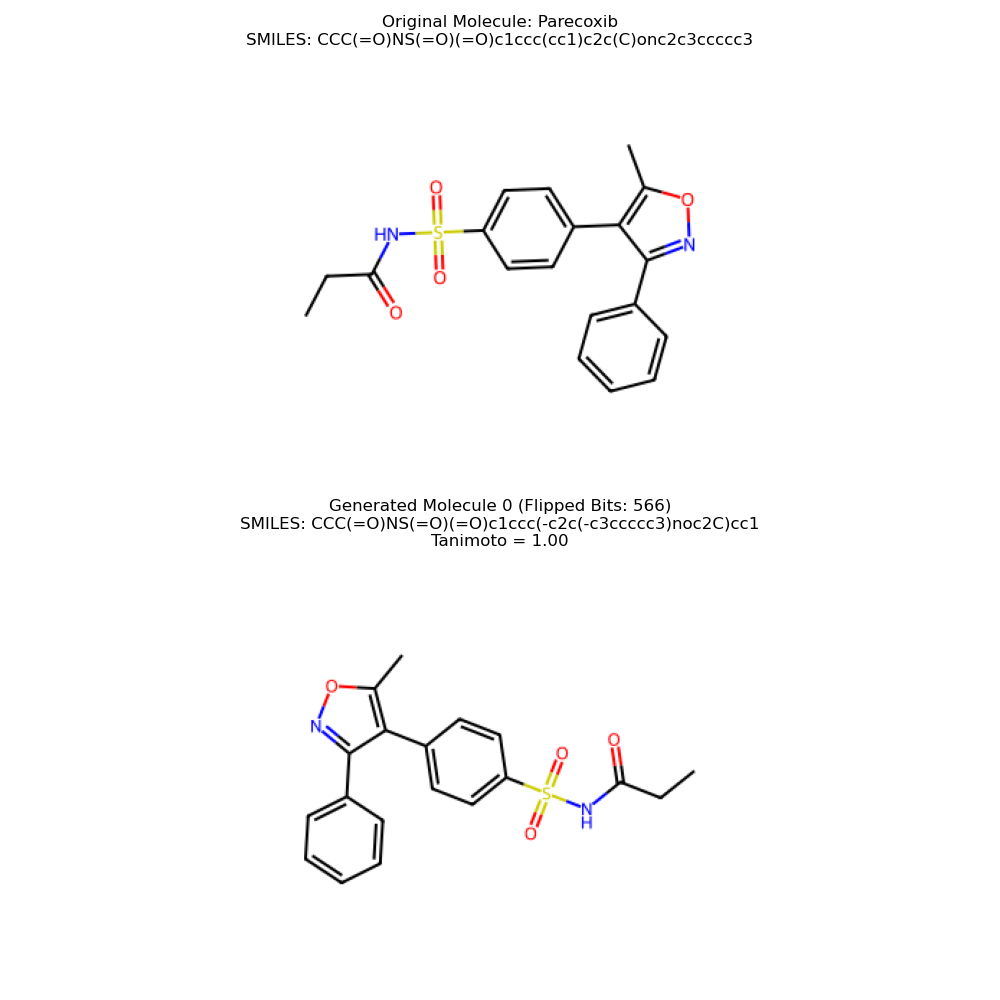 Original Molecule: Parecoxib
SMILES: CCC(=O)NS(=O)(=O)c1ccc(cc1)c2c(C)onc2c3ccccc3
O
O
HN
S
N
O
O
Generated Molecule 0 (Flipped Bits: 566)
SMILES: CCC(=O)NS(=O)(=O)c1ccc(-c2c(-c3ccccc3)noc2C)cc1
Tanimoto = 1.00
O
N
O
O
S
N
H
O